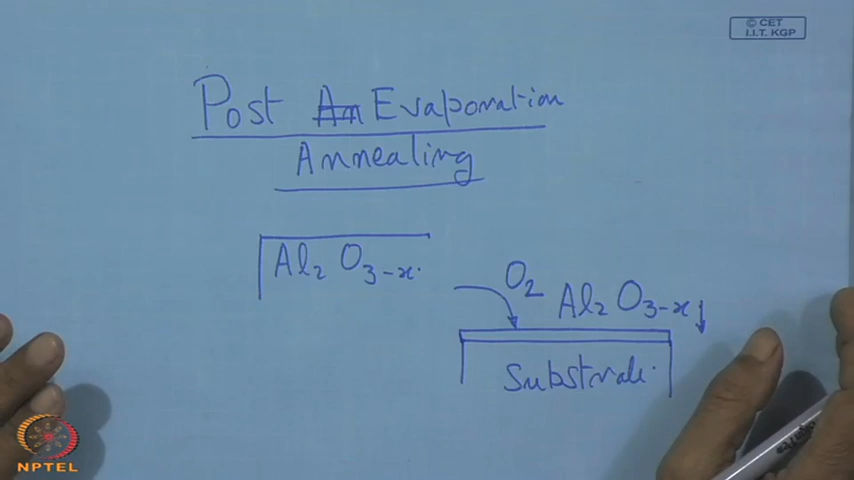 © CET
I.I.T. KGP
Post Evaporation
Annealing
Al₂ O₃₋ₓ.
O₂ Al₂ O₃₋ₓ
Substrate.
NPTEL